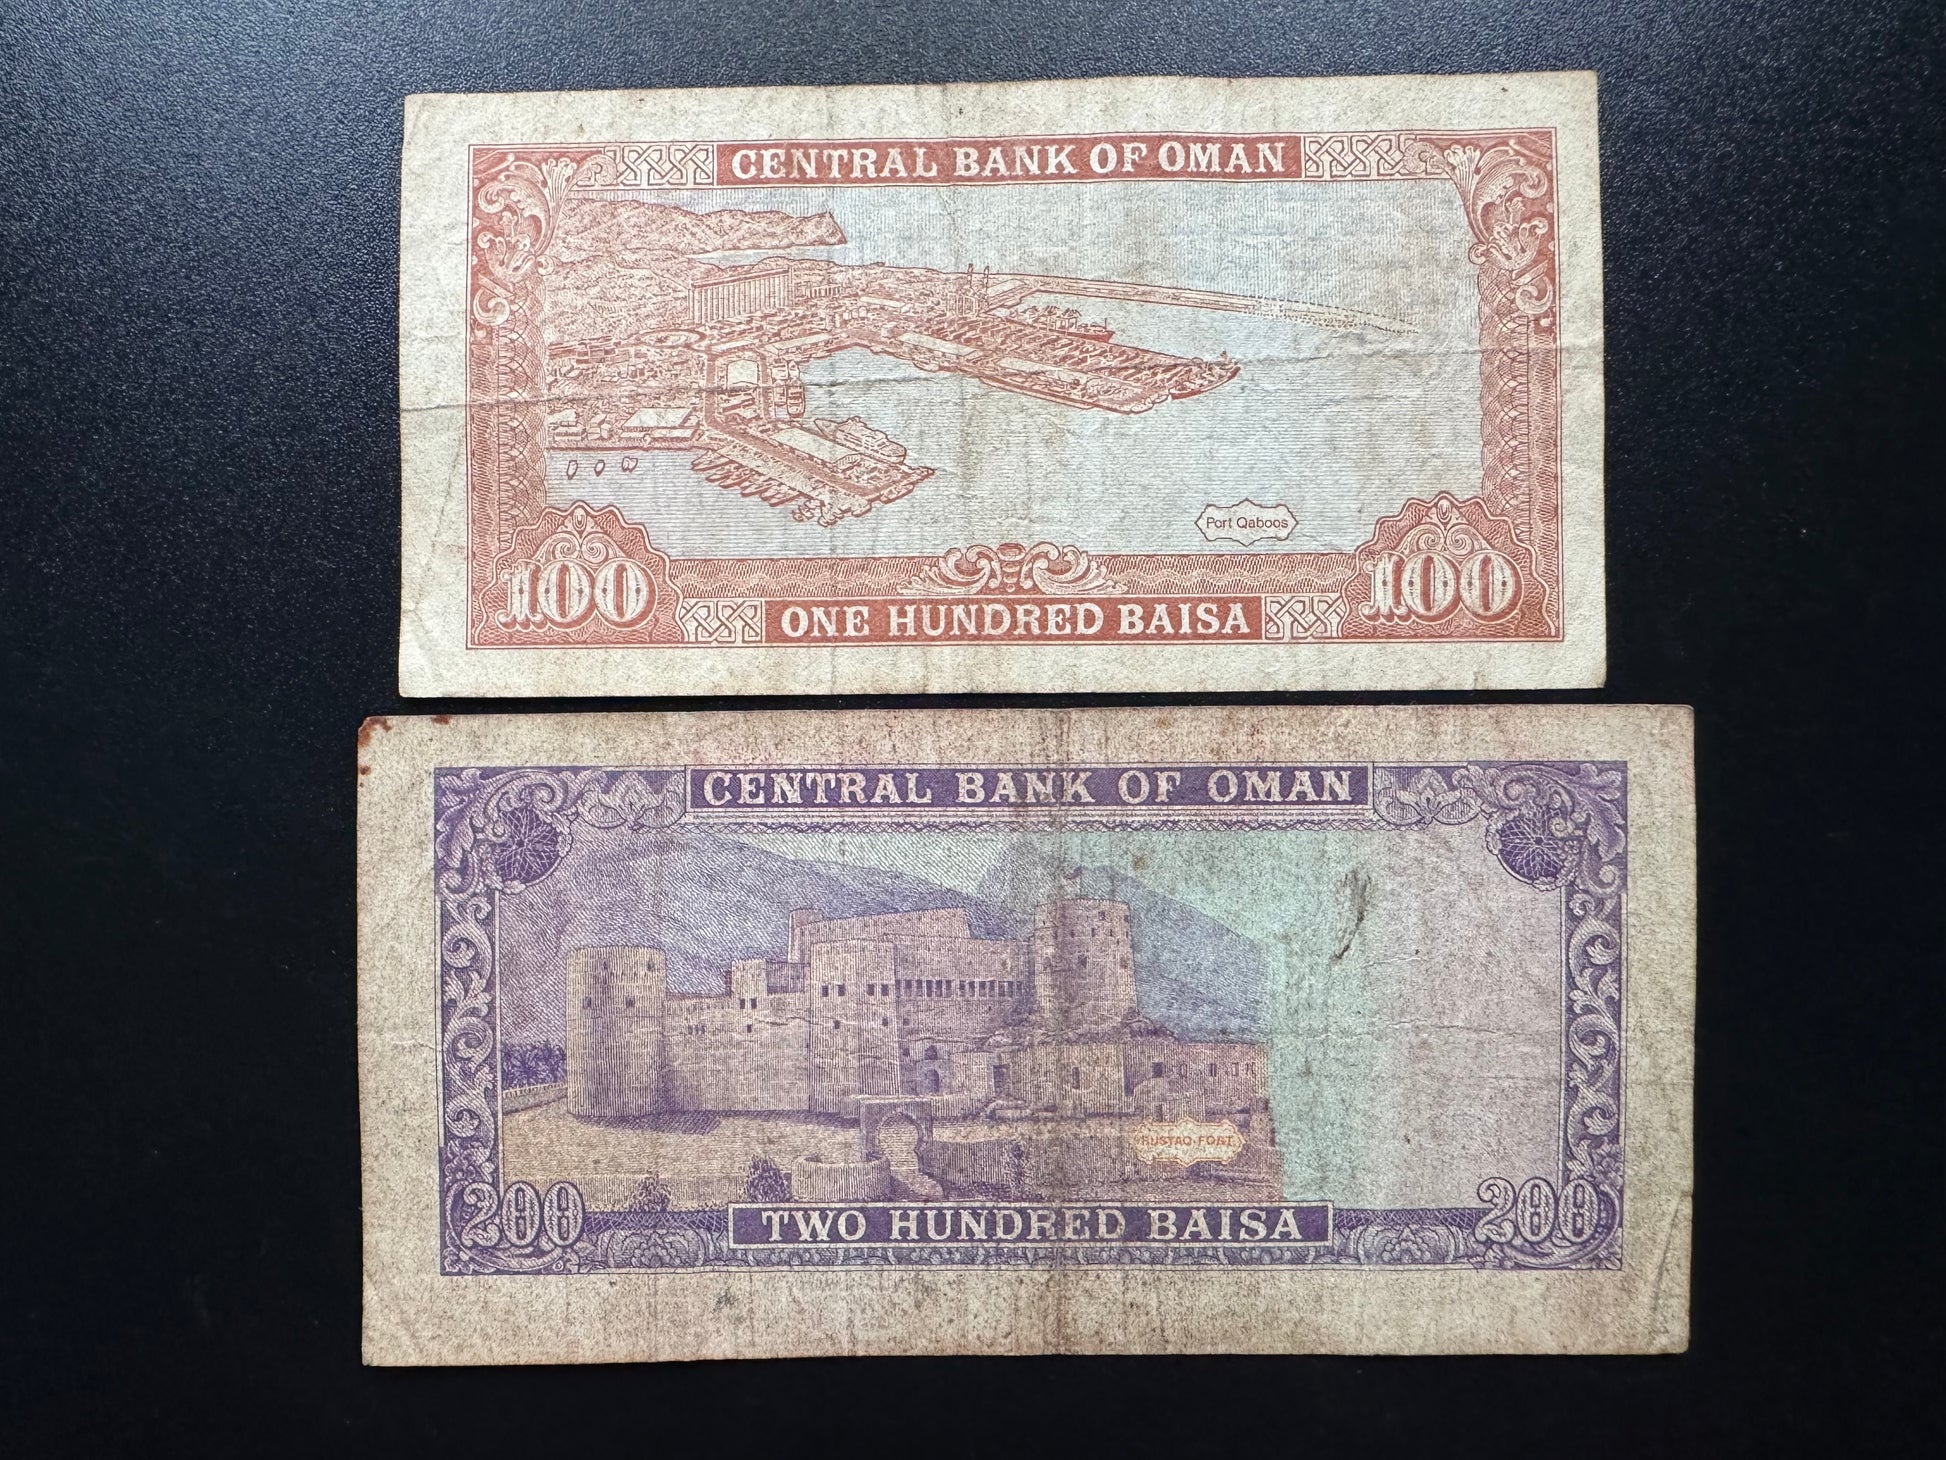 CENTRAL BANK OF OMAN
Port Qaboos
100
100
ONE HUNDRED BAISA
CENTRAL BANK OF OMAN
RUSTAQ FORT
200
200
TWO HUNDRED BAISA